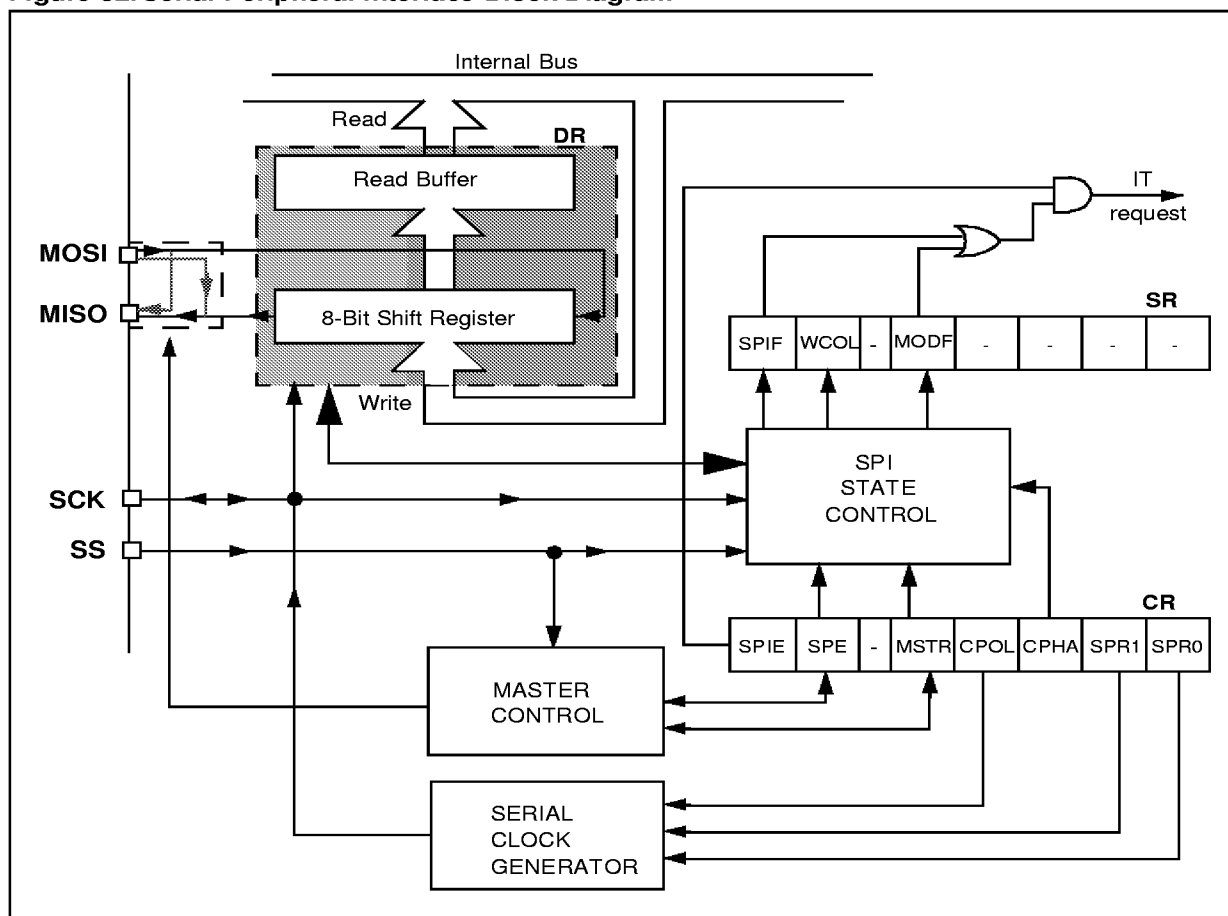 Internal Bus
Read
DR
Read Buffer
IT
request
MOSI
MISO
8-Bit Shift Register
SR
SPIF WCOL - MODF - - - -
Write
SPI
STATE
CONTROL
SCK
SS
CR
SPIE SPE - MSTR CPOL CPHA SPR1 SPR0
MASTER
CONTROL
SERIAL
CLOCK
GENERATOR